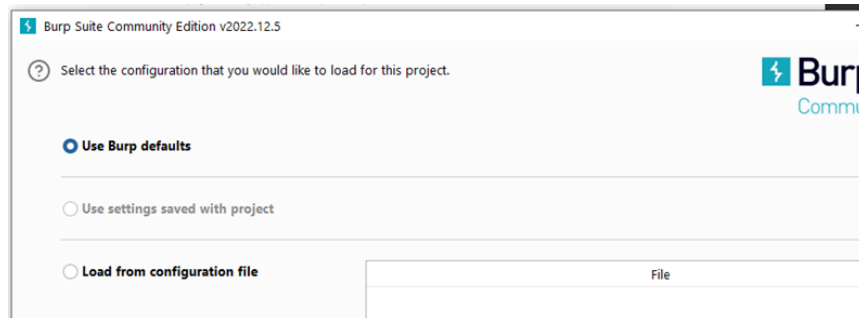 Burp Suite Community Edition v2022.12.5
Select the configuration that you would like to load for this project.
Burp
Commu
Use Burp defaults
Use settings saved with project
Load from configuration file
File